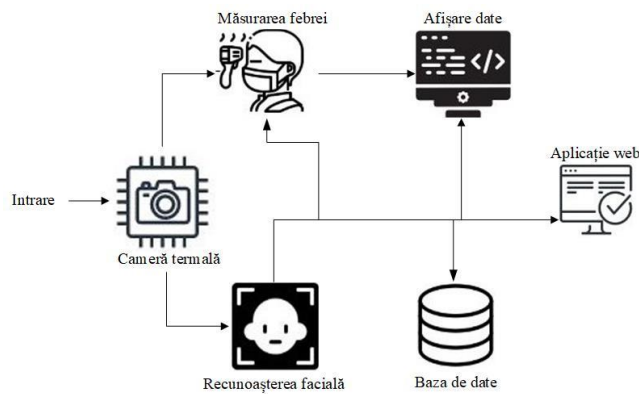 Măsurarea febrei
Afișare date
</>
Aplicație web
Intrare
Cameră termală
Recunoașterea facială
Baza de date